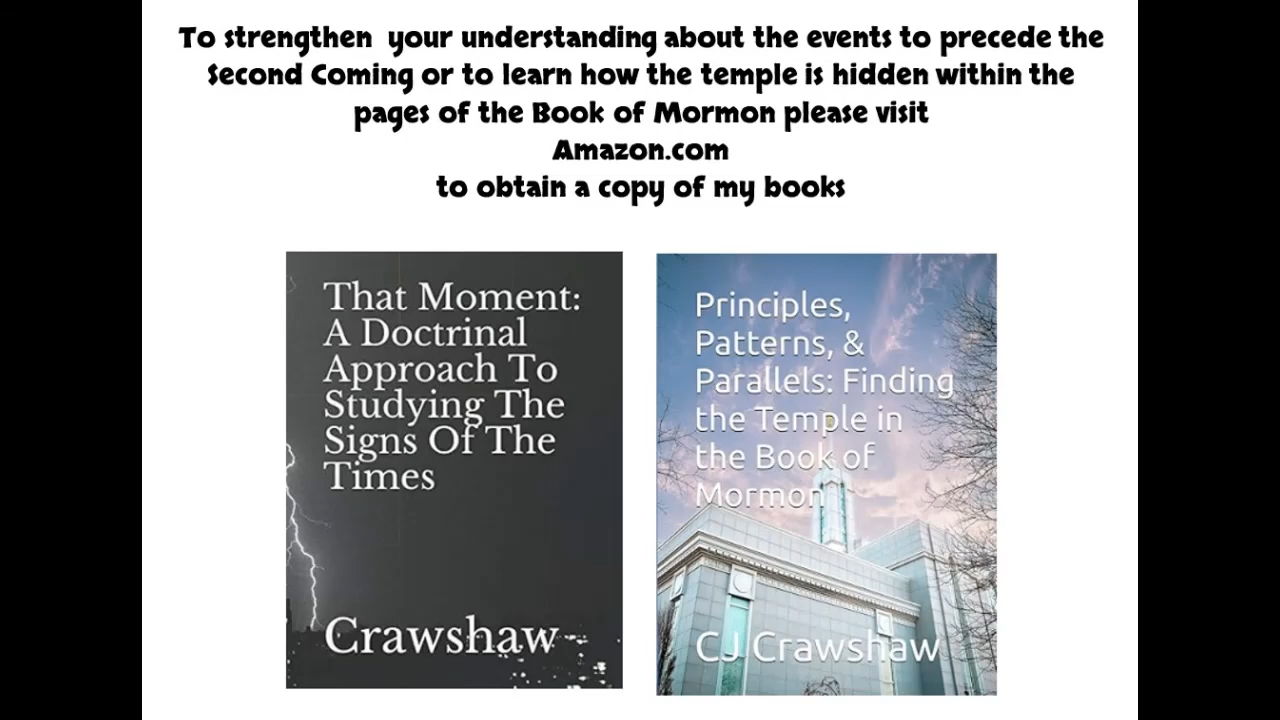 To strengthen your understanding about the events to precede the
Second Coming or to learn how the temple is hidden within the
pages of the Book of Mormon please visit
Amazon.com
to obtain a copy of my books
That Moment:
A Doctrinal
Approach To
Studying The
Signs Of The
Times
Crawshaw
Principles,
Patterns, &
Parallels: Finding
the Temple in
the Book of
Mormon
CJ Crawshaw